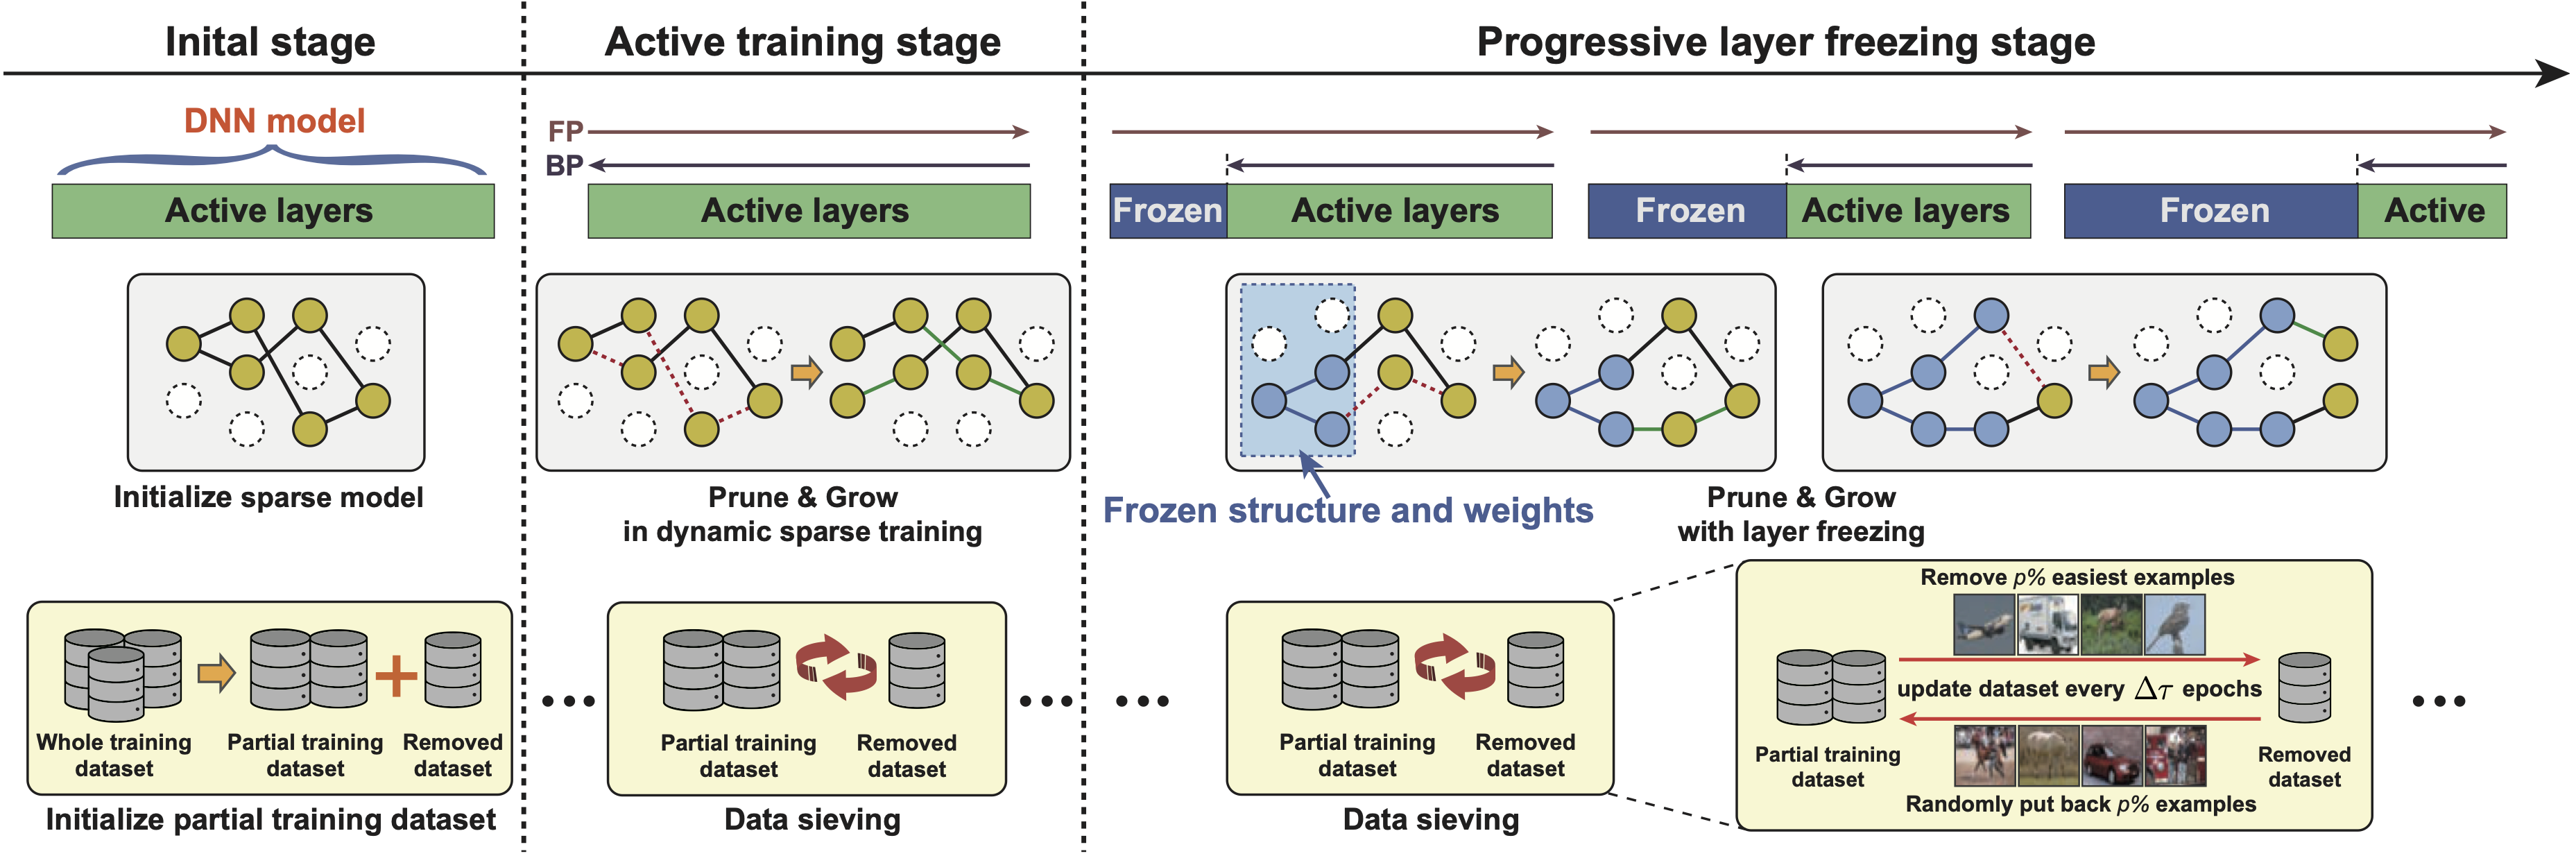 Inital stage
Active training stage
Progressive layer freezing stage
DNN model
FP
BP
Active layers
Active layers
Frozen
Active layers
Frozen
Active layers
Frozen
Active
Initialize sparse model
Prune & Grow
in dynamic sparse training
Frozen structure and weights
Prune & Grow
with layer freezing
Whole training
dataset
Partial training
dataset
Removed
dataset
Initialize partial training dataset
Partial training
dataset
Removed
dataset
Data sieving
Partial training
dataset
Removed
dataset
Data sieving
Remove p% easiest examples
update dataset every Δτ epochs
Partial training
dataset
Removed
dataset
Randomly put back p% examples